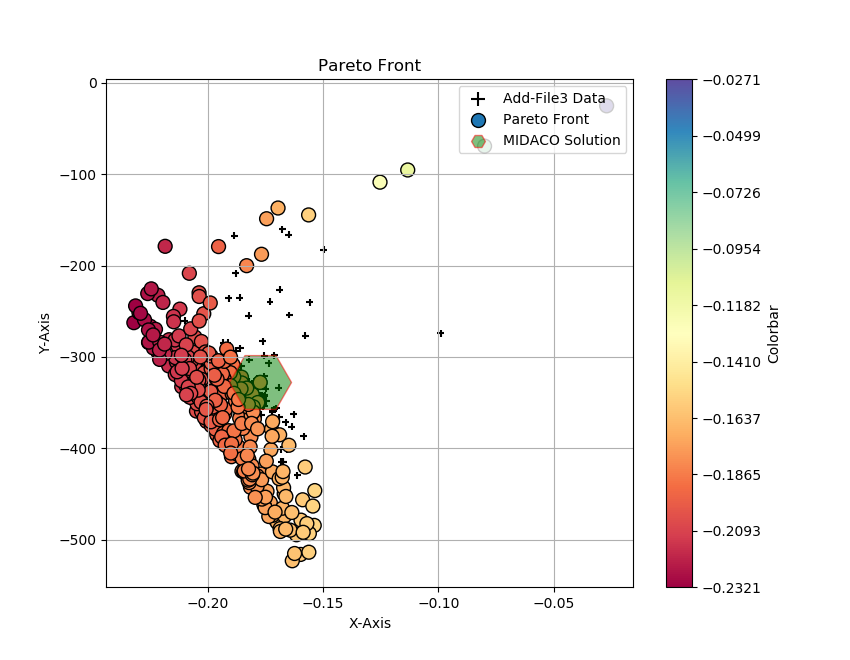 Pareto Front
Add-File3 Data
Pareto Front
MIDACO Solution
0
−100
−200
−300
−400
−500
Y-Axis
−0.20
−0.15
−0.10
−0.05
X-Axis
−0.0271
−0.0499
−0.0726
−0.0954
−0.1182
−0.1410
−0.1637
−0.1865
−0.2093
−0.2321
Colorbar